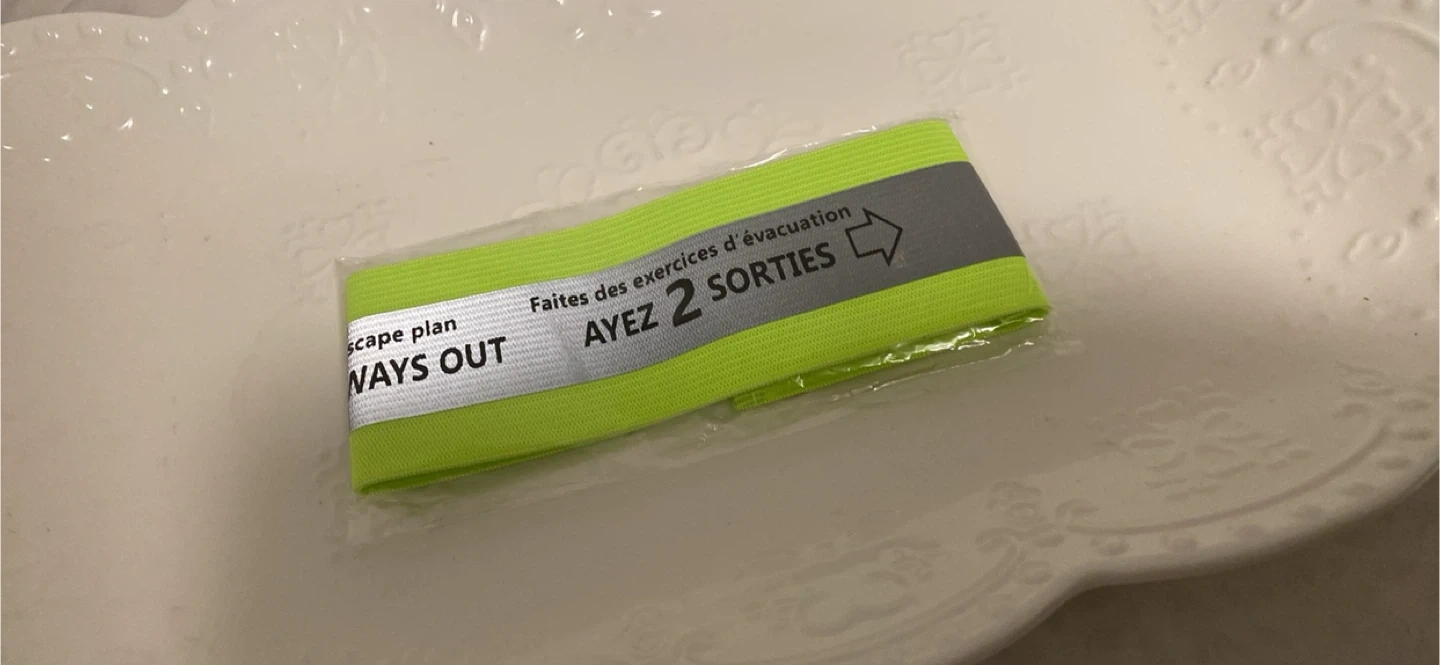 scape plan
WAYS OUT
Faites des exercices d'évacuation
AYEZ 2 SORTIES